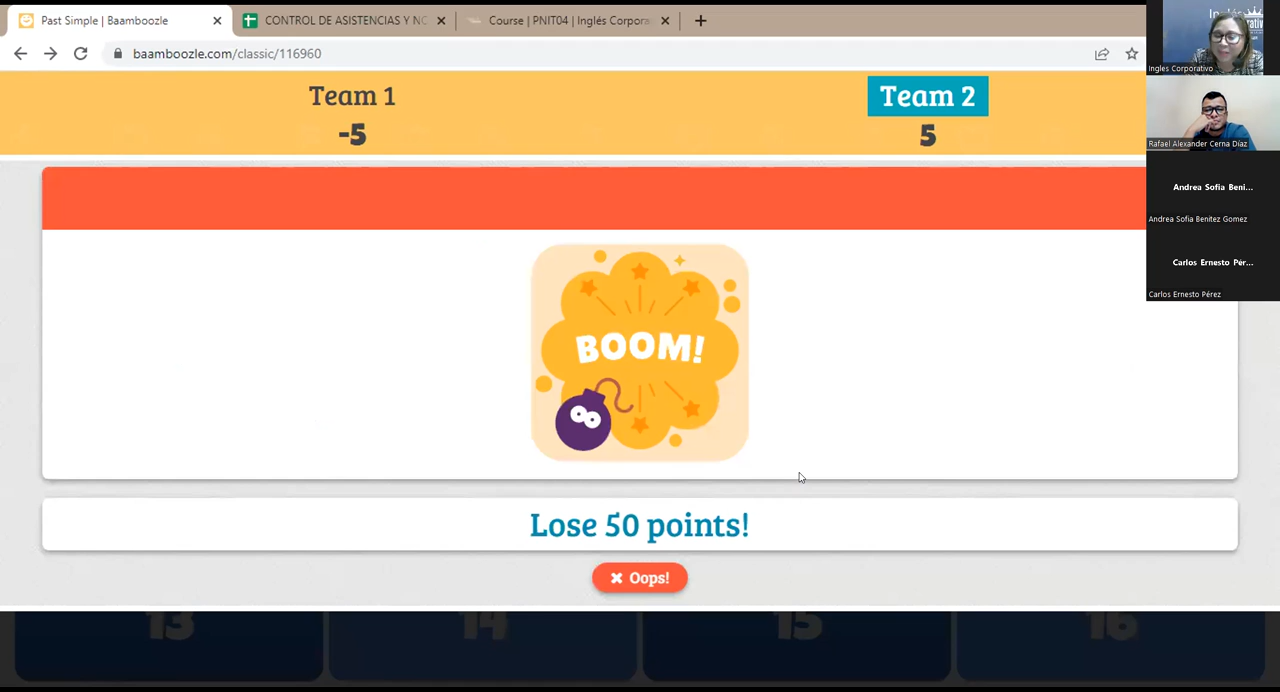 Past Simple | Baamboozle
CONTROL DE ASISTENCIAS Y NO
Course | PNIT04 | Inglés Corpora
baamboozle.com/classic/116960
Team 1
-5
Team 2
5
BOOM!
Lose 50 points!
Oops!
13
14
15
16
Ingles Corporativo
Rafael Alexander Cerna Díaz
Andrea Sofia Beni...
Andrea Sofia Benitez Gomez
Carlos Ernesto Pér...
Carlos Ernesto Pérez